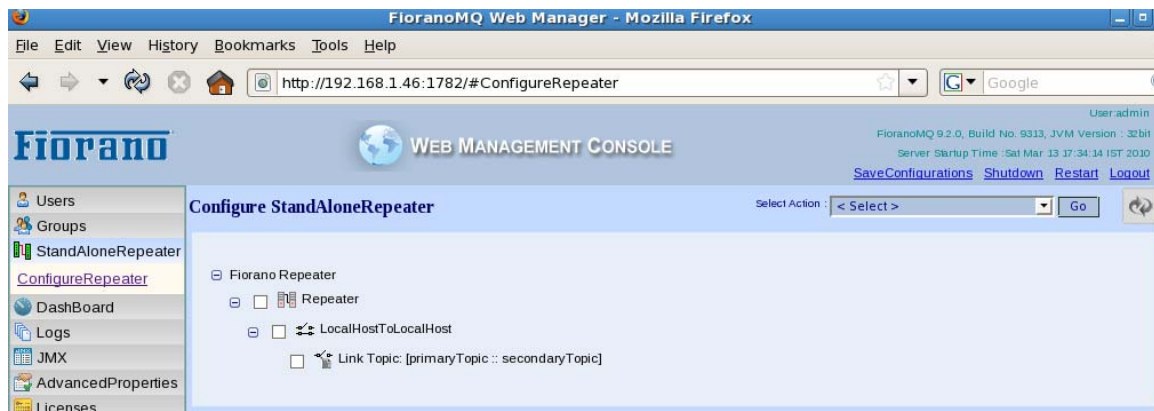 FioranoMQ Web Manager - Mozilla Firefox
File Edit View History Bookmarks Tools Help
http://192.168.1.46:1782/#ConfigureRepeater
G Google
User:admin
Fiorano
WEB MANAGEMENT CONSOLE
FioranoMQ 9.2.0, Build No. 9313, JVM Version : 32bit
Server Startup Time :Sat Mar 13 17:34:14 IST 2010
SaveConfigurations Shutdown Restart Logout
Users
Groups
StandAloneRepeater
ConfigureRepeater
DashBoard
Logs
JMX
AdvancedProperties
Licenses
Configure StandAloneRepeater
Select Action : < Select > Go
Fiorano Repeater
Repeater
LocalHostToLocalHost
Link Topic: [primaryTopic :: secondaryTopic]